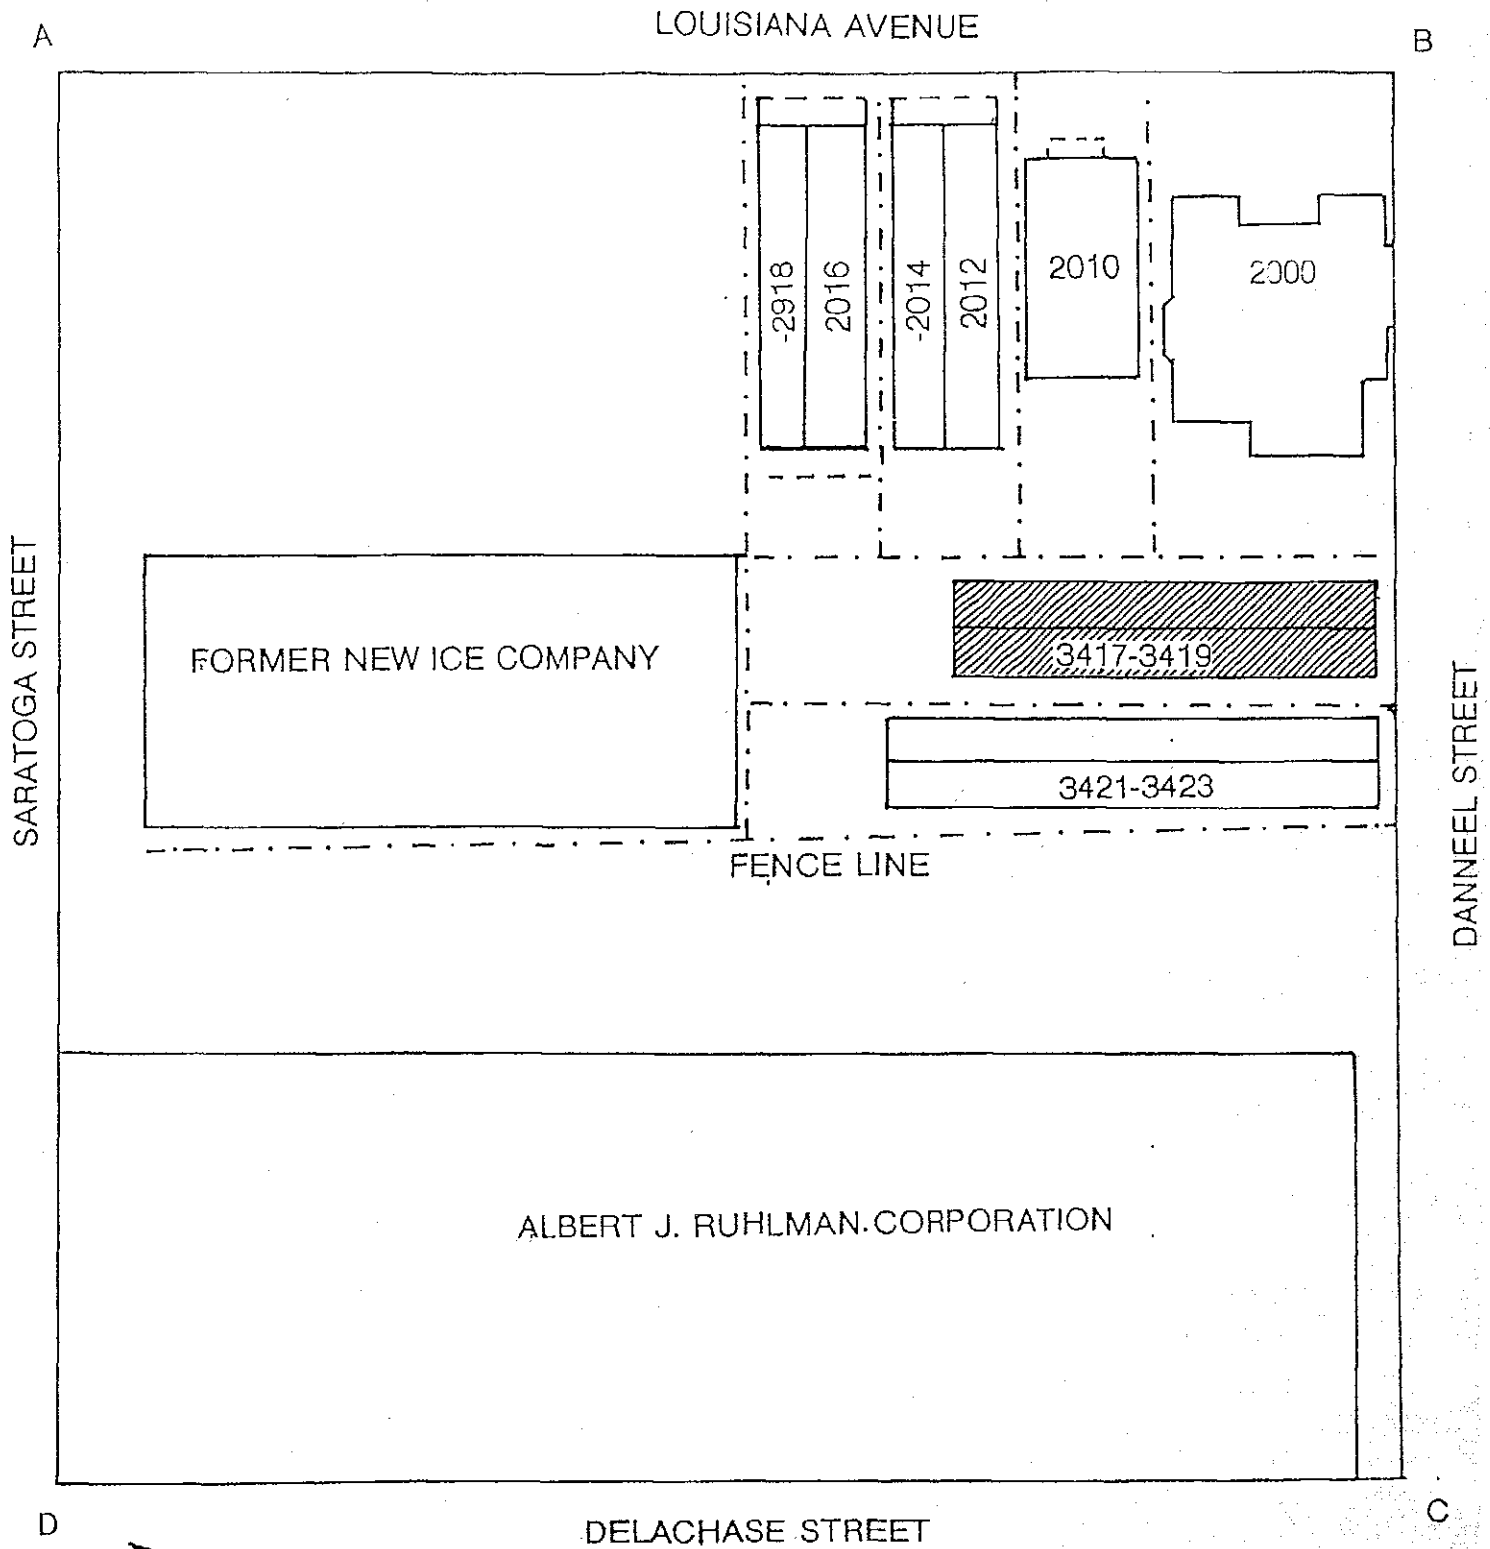 LOUISIANA AVENUE
A
B
-2918
2016
-2014
2012
2010
2000
SARATOGA STREET
FORMER NEW ICE COMPANY
3417-3419
DANNEEL STREET
3421-3423
FENCE LINE
ALBERT J. RUHLMAN CORPORATION
D
C
DELACHASE STREET